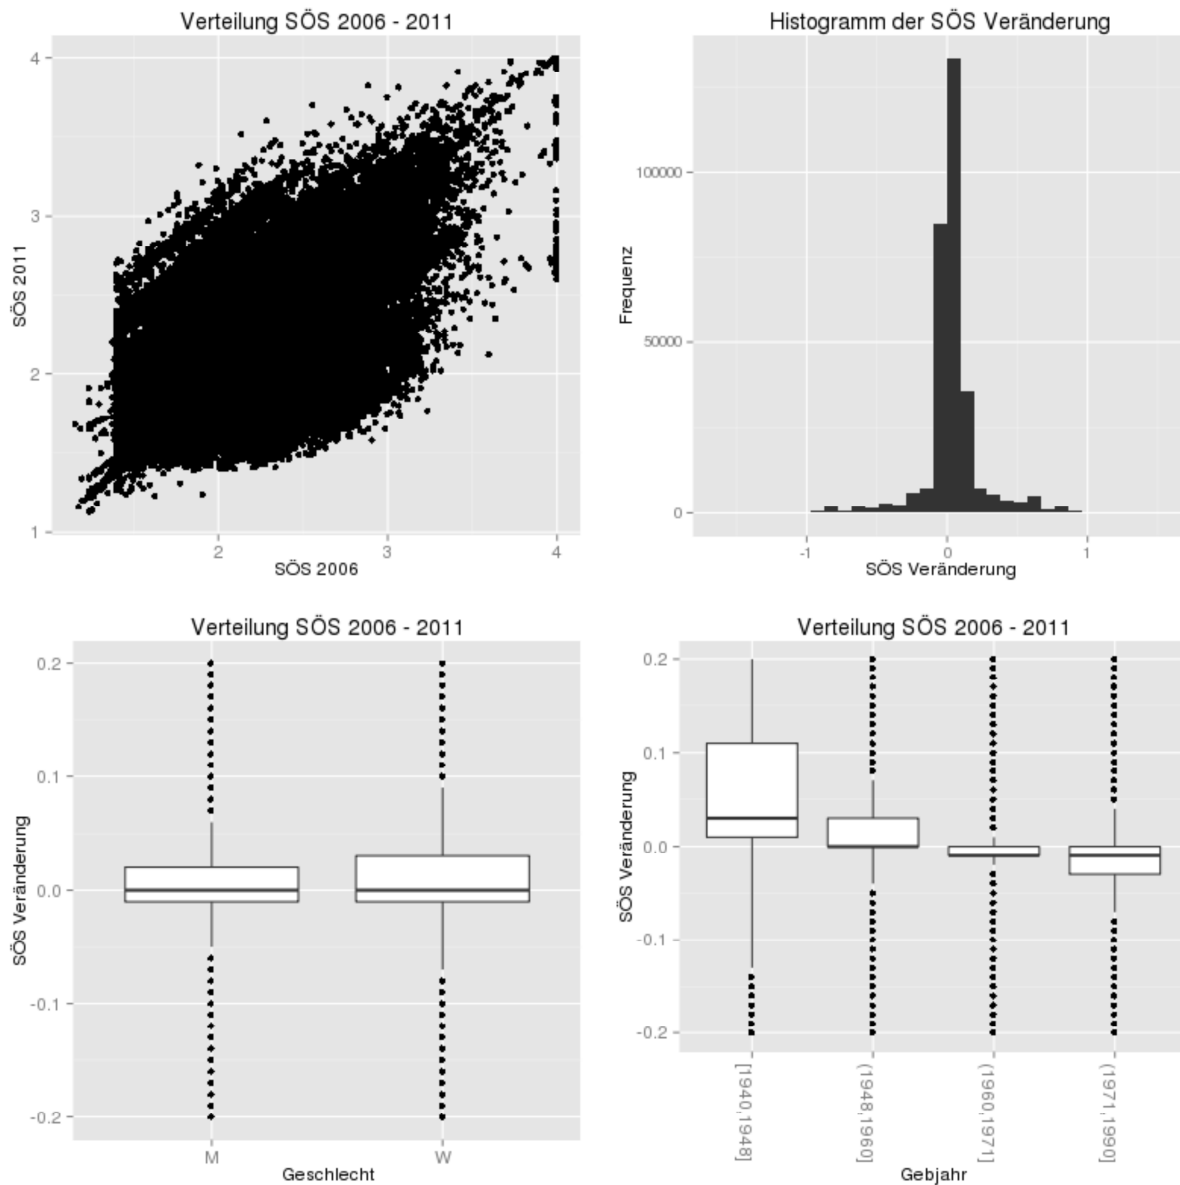 Verteilung SÖS 2006 - 2011
4
3
2
1
SÖS 2011
2
3
4
SÖS 2006
Histogramm der SÖS Veränderung
100000
50000
0
Frequenz
-1
0
1
SÖS Veränderung
Verteilung SÖS 2006 - 2011
0.2
0.1
0.0
-0.1
-0.2
SÖS Veränderung
M
W
Geschlecht
Verteilung SÖS 2006 - 2011
0.2
0.1
0.0
-0.1
-0.2
SÖS Veränderung
[1940,1948]
(1948,1960]
(1960,1971]
(1971,1990]
Gebjahr